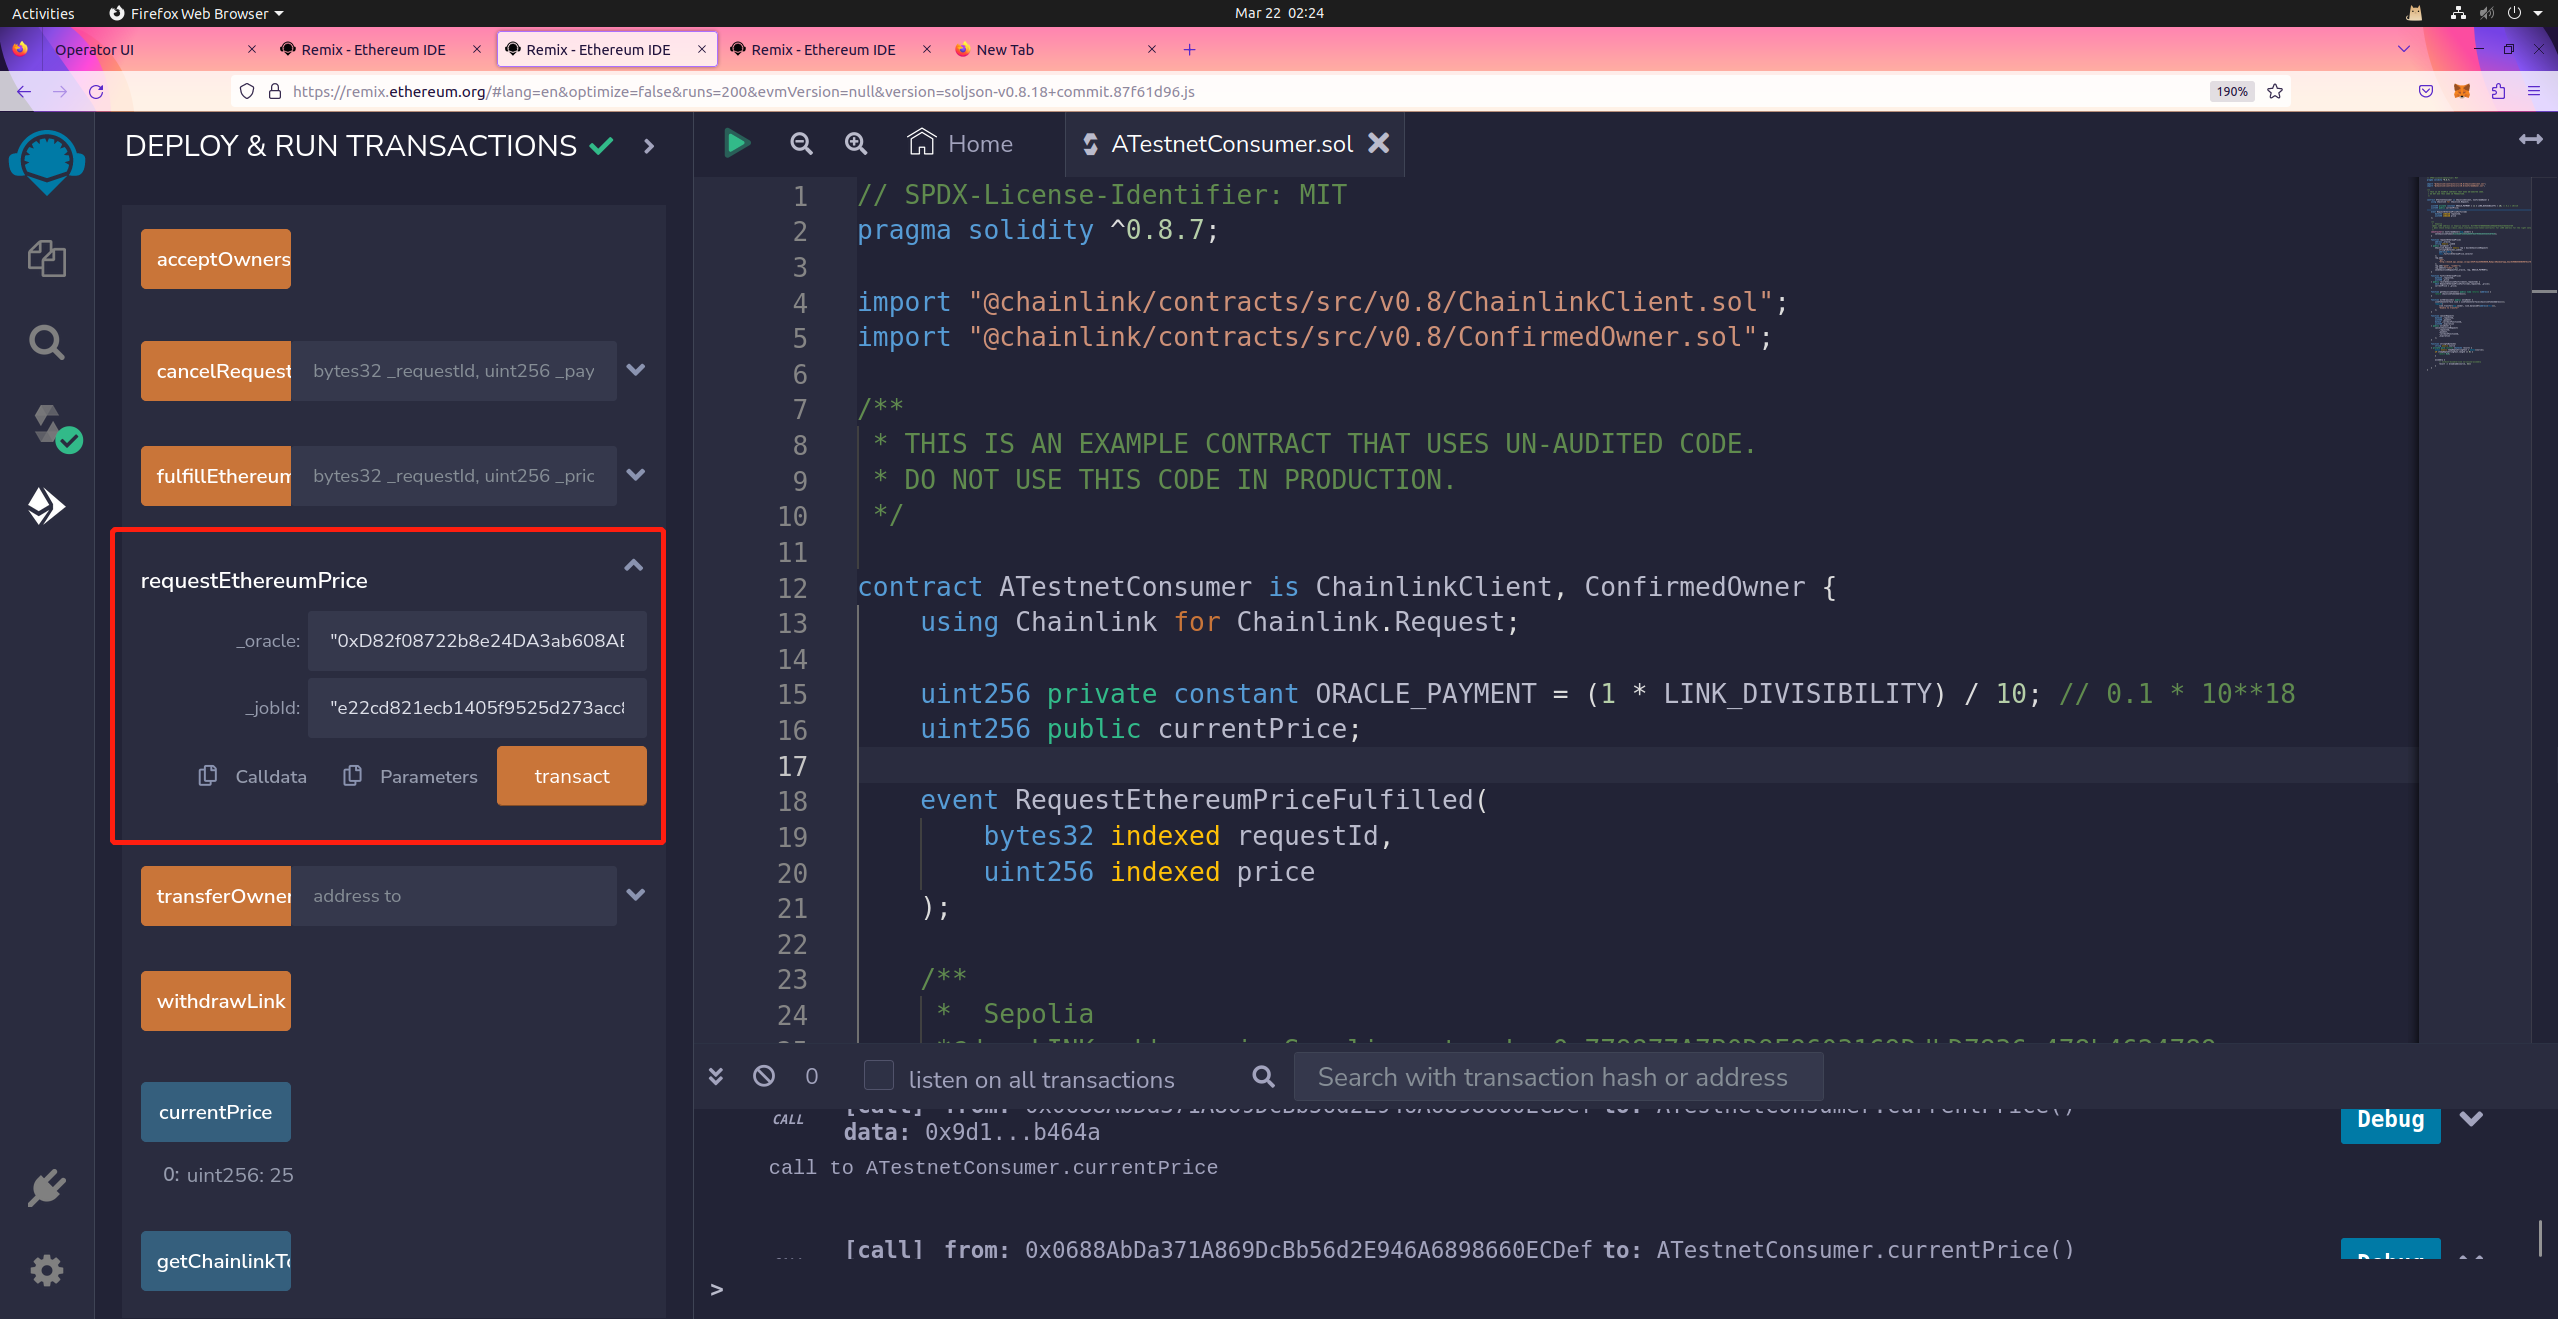 Activities
Firefox Web Browser
Mar 22 02:24
Operator UI
Remix - Ethereum IDE
Remix - Ethereum IDE
Remix - Ethereum IDE
New Tab
https://remix.ethereum.org/#lang=en&optimize=false&runs=200&evmVersion=null&version=soljson-v0.8.18+commit.87f61d96.js
190%
DEPLOY & RUN TRANSACTIONS
acceptOwners
cancelRequest
bytes32 _requestId, uint256 _pay
fulfillEthereum
bytes32 _requestId, uint256 _pric
requestEthereumPrice
_oracle:
"0xD82f08722b8e24DA3ab608AE
_jobId:
"e22cd821ecb1405f9525d273acc8
Calldata
Parameters
transact
transferOwner
address to
withdrawLink
currentPrice
0: uint256: 25
getChainlinkTo
Home
ATestnetConsumer.sol
1 // SPDX-License-Identifier: MIT
2 pragma solidity ^0.8.7;
3
4 import "@chainlink/contracts/src/v0.8/ChainlinkClient.sol";
5 import "@chainlink/contracts/src/v0.8/ConfirmedOwner.sol";
6
7 /**
8 * THIS IS AN EXAMPLE CONTRACT THAT USES UN-AUDITED CODE.
9 * DO NOT USE THIS CODE IN PRODUCTION.
10 */
11
12 contract ATestnetConsumer is ChainlinkClient, ConfirmedOwner {
13 using Chainlink for Chainlink.Request;
14
15 uint256 private constant ORACLE_PAYMENT = (1 * LINK_DIVISIBILITY) / 10; // 0.1 * 10**18
16 uint256 public currentPrice;
17
18 event RequestEthereumPriceFulfilled(
19 bytes32 indexed requestId,
20 uint256 indexed price
21 );
22
23 /**
24 * Sepolia
0
listen on all transactions
Search with transaction hash or address
CALL
[call] from: 0x0688AbDa371A869DcBb56d2E946A6898660ECDef to: ATestnetConsumer.currentPrice()
data: 0x9d1...b464a
Debug
call to ATestnetConsumer.currentPrice
[call] from: 0x0688AbDa371A869DcBb56d2E946A6898660ECDef to: ATestnetConsumer.currentPrice()
Debug
>